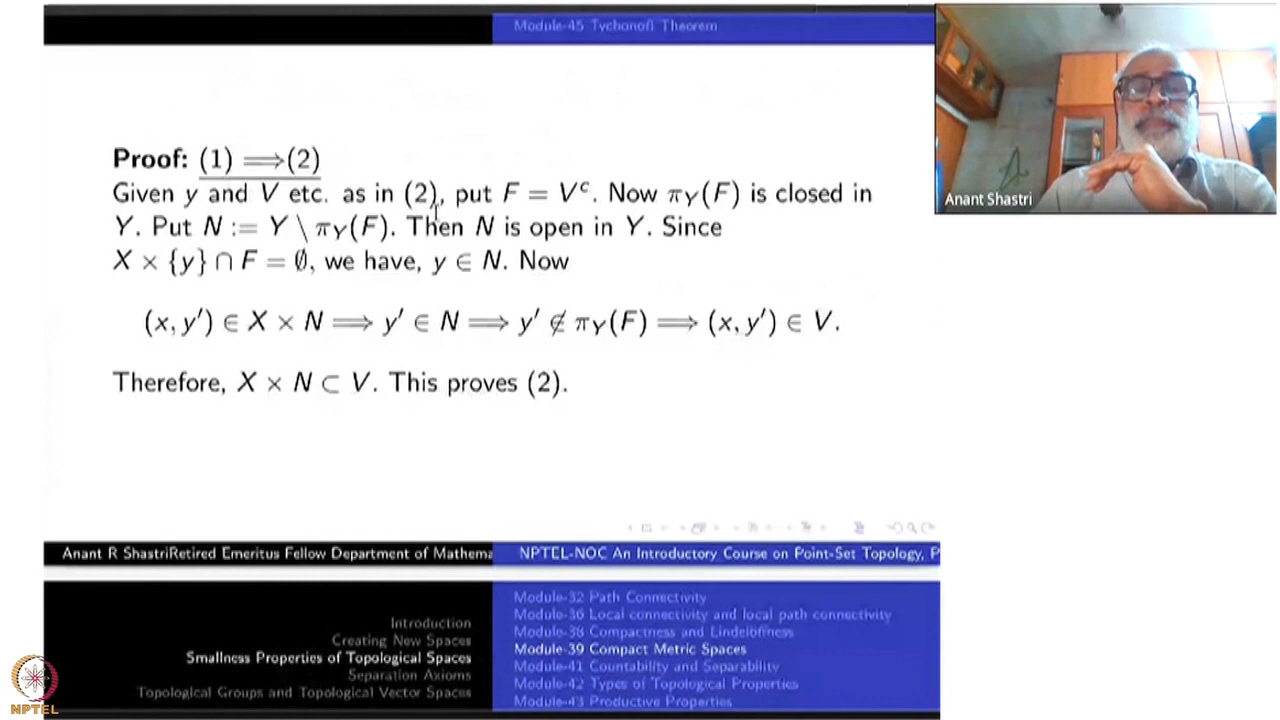 Module-45 Tychonoff Theorem
Proof: (1) ⟹(2)
Given y and V etc. as in (2), put F = Vᶜ. Now π_Y(F) is closed in
Y. Put N := Y \ π_Y(F). Then N is open in Y. Since
X × {y} ∩ F = ∅, we have, y ∈ N. Now
(x, y′) ∈ X × N ⟹ y′ ∈ N ⟹ y′ ∉ π_Y(F) ⟹ (x, y′) ∈ V.
Therefore, X × N ⊂ V. This proves (2).
Anant Shastri
Anant R ShastriRetired Emeritus Fellow Department of Mathema
NPTEL-NOC An Introductory Course on Point-Set Topology, P
Introduction
Creating New Spaces
Smallness Properties of Topological Spaces
Separation Axioms
Topological Groups and Topological Vector Spaces
Module-32 Path Connectivity
Module-36 Local connectivity and local path connectivity
Module-38 Compactness and Lindelöfiness
Module-39 Compact Metric Spaces
Module-41 Countability and Separability
Module-42 Types of Topological Properties
Module-43 Productive Properties
NPTEL